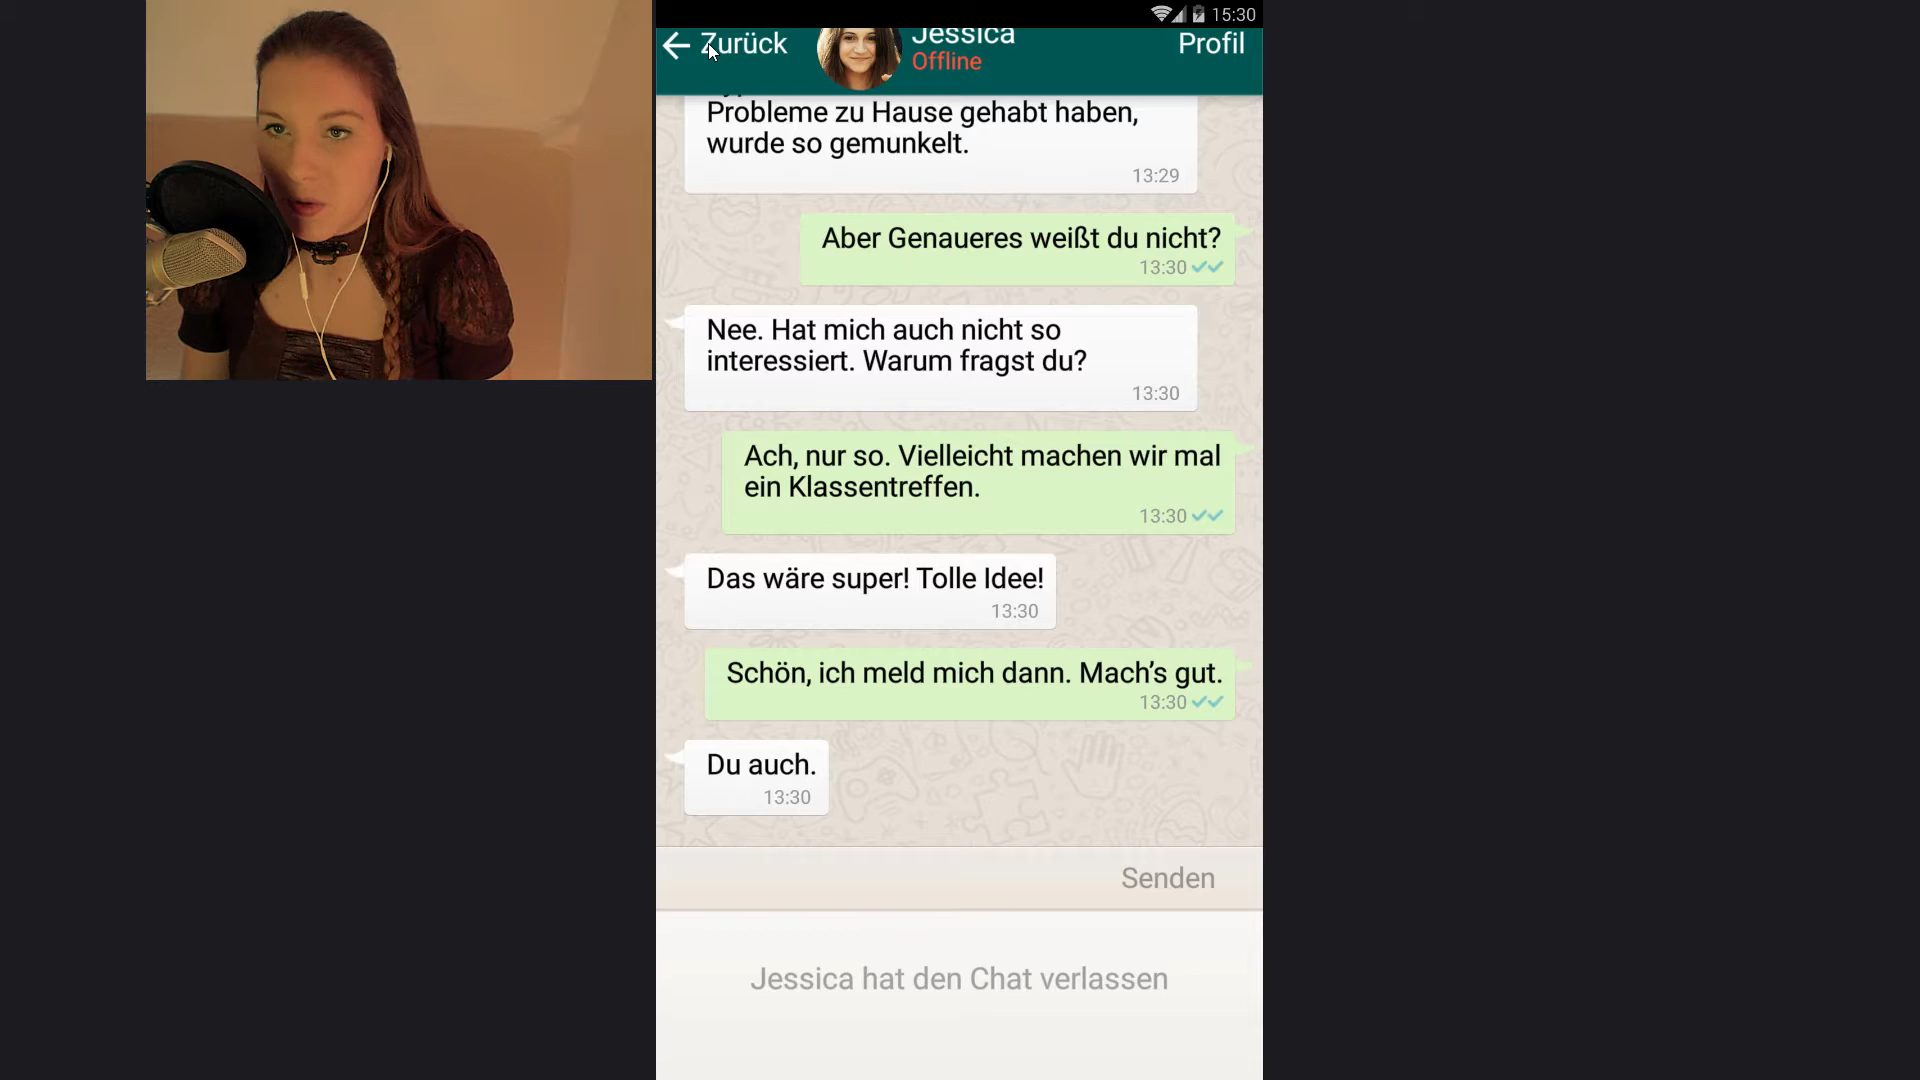 15:30
Zurück
Jessica
Offline
Profil
Probleme zu Hause gehabt haben,
wurde so gemunkelt.
13:29
Aber Genaueres weißt du nicht?
13:30
Nee. Hat mich auch nicht so
interessiert. Warum fragst du?
13:30
Ach, nur so. Vielleicht machen wir mal
ein Klassentreffen.
13:30
Das wäre super! Tolle Idee!
13:30
Schön, ich meld mich dann. Mach’s gut.
13:30
Du auch.
13:30
Senden
Jessica hat den Chat verlassen